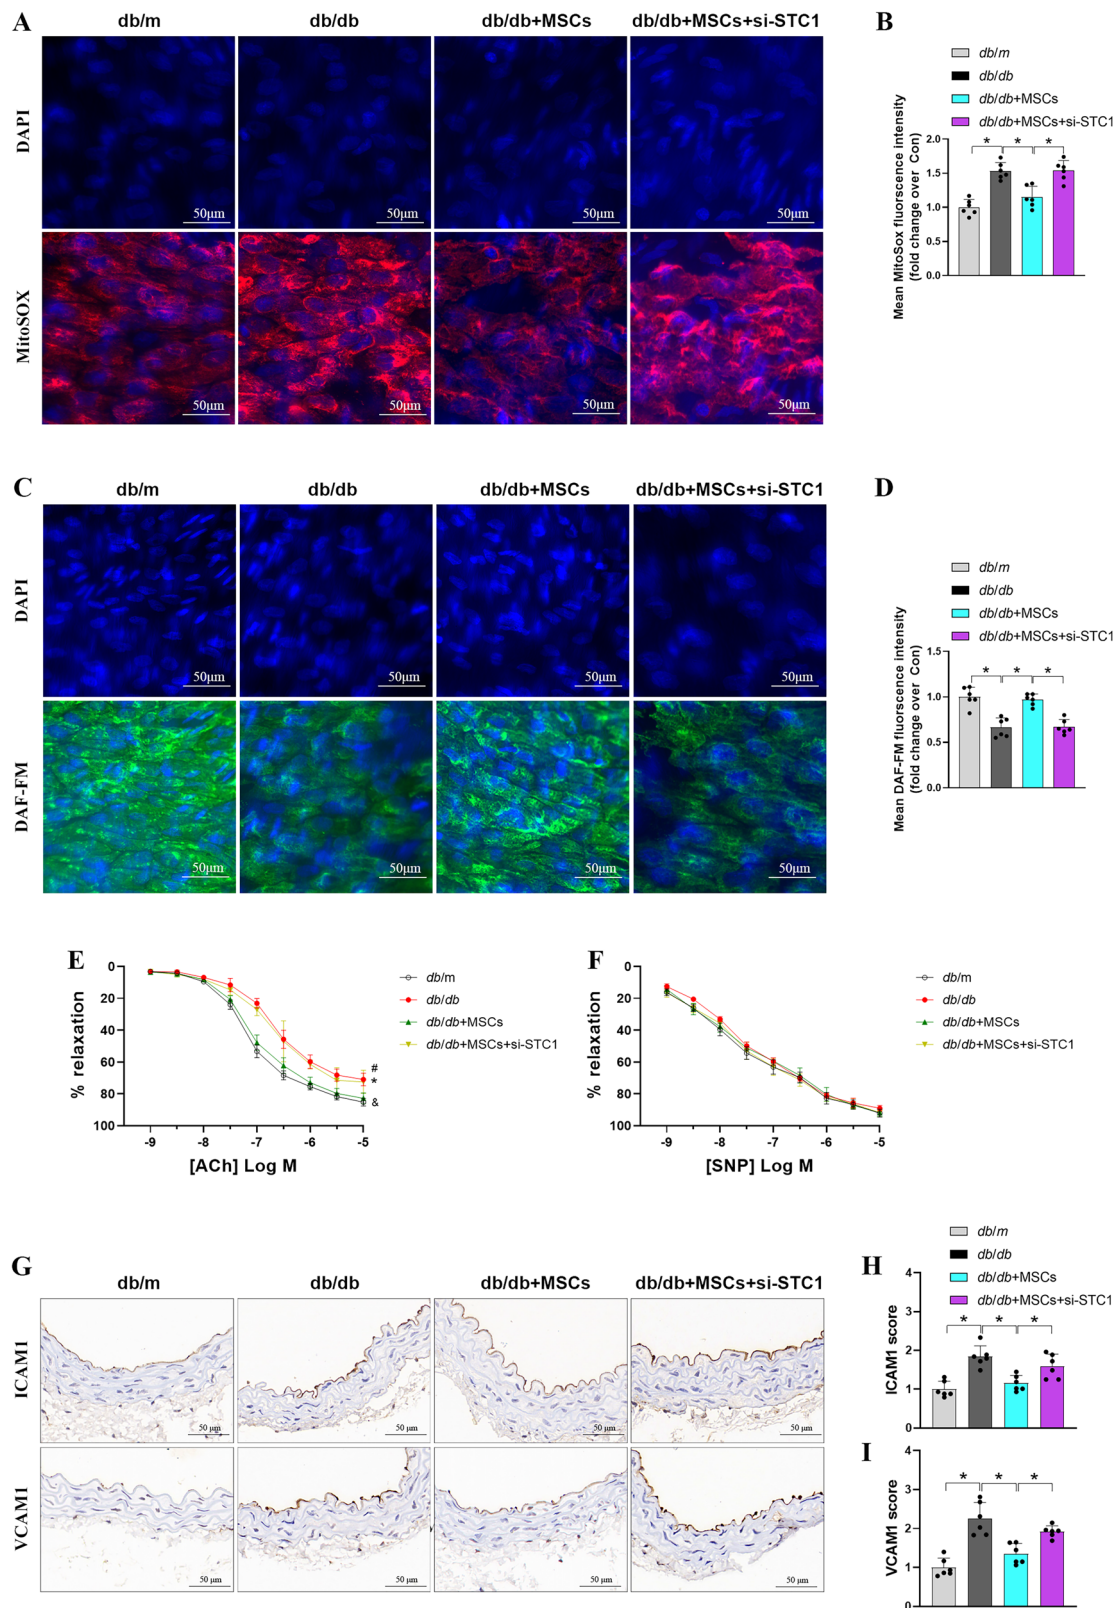 A
db/m
db/db
db/db+MSCs
db/db+MSCs+si-STC1
DAPI
50μm
50μm
50μm
50μm
MitoSOX
50μm
50μm
50μm
50μm
B
db/m
db/db
db/db+MSCs
db/db+MSCs+si-STC1
Mean MitoSox fluorescence intensity
(fold change over Con)
2.0
1.5
1.0
0.5
0.0
* * *
C
db/m
db/db
db/db+MSCs
db/db+MSCs+si-STC1
DAPI
50μm
50μm
50μm
50μm
DAF-FM
50μm
50μm
50μm
50μm
D
db/m
db/db
db/db+MSCs
db/db+MSCs+si-STC1
Mean DAF-FM fluorescence intensity
(fold change over Con)
1.5
1.0
0.5
0.0
* * *
E
% relaxation
0
20
40
60
80
100
-9 -8 -7 -6 -5
[ACh] Log M
#
*
&
db/m
db/db
db/db+MSCs
db/db+MSCs+si-STC1
F
% relaxation
0
20
40
60
80
100
-9 -8 -7 -6 -5
[SNP] Log M
db/m
db/db
db/db+MSCs
db/db+MSCs+si-STC1
G
db/m
db/db
db/db+MSCs
db/db+MSCs+si-STC1
ICAM1
50 μm
50 μm
50 μm
50 μm
VCAM1
50 μm
50 μm
50 μm
50 μm
H
db/m
db/db
db/db+MSCs
db/db+MSCs+si-STC1
ICAM1 score
4
3
2
1
0
* * *
I
VCAM1 score
4
3
2
1
0
* * *